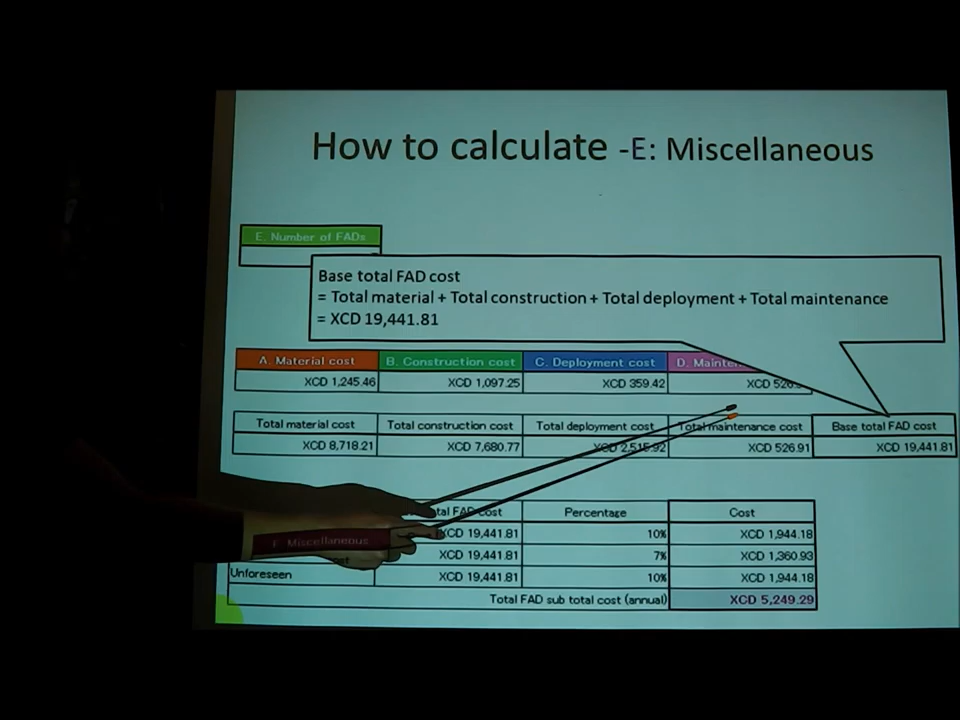 How to calculate -E: Miscellaneous
E. Number of FADs
Base total FAD cost
= Total material + Total construction + Total deployment + Total maintenance
= XCD 19,441.81
A. Material cost B. Construction cost C. Deployment cost D. Mainten
XCD 1,245.46 XCD 1,097.25 XCD 359.42 XCD 526.
Total material cost Total construction cost Total deployment cost Total maintenance cost Base total FAD cost
XCD 8,718.21 XCD 7,680.77 XCD 2,515.92 XCD 526.91 XCD 19,441.81
E. Miscellaneous tal FAD cost Percentage Cost
XCD 19,441.81 10% XCD 1,944.18
XCD 19,441.81 7% XCD 1,360.93
Unforeseen XCD 19,441.81 10% XCD 1,944.18
Total FAD sub total cost (annual) XCD 5,249.29